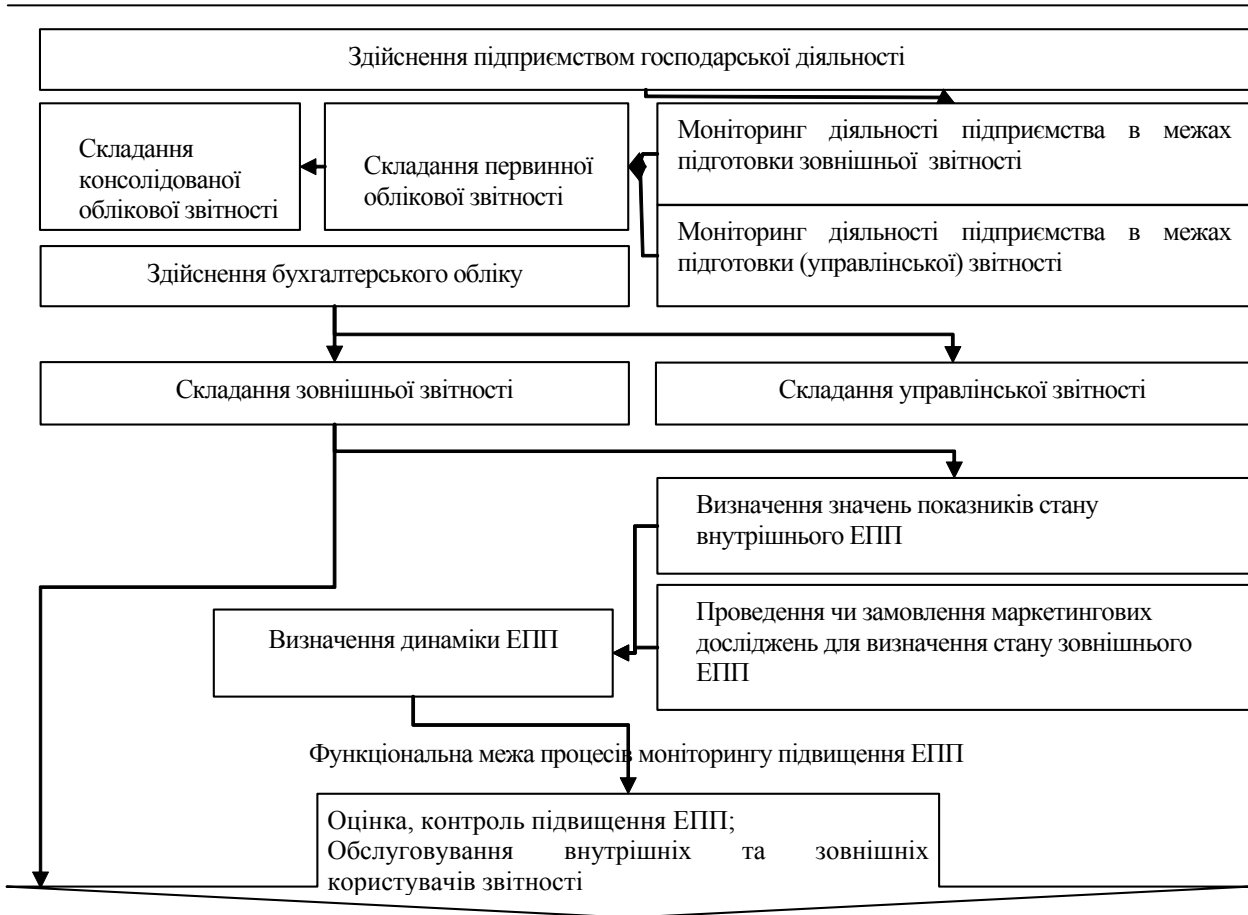 Здійснення підприємством господарської діяльності
Складання
консолідованої
облікової звітності
Складання первинної
облікової звітності
Моніторинг діяльності підприємства в межах
підготовки зовнішньої звітності
Моніторинг діяльності підприємства в межах
підготовки (управлінської) звітності
Здійснення бухгалтерського обліку
Складання зовнішньої звітності
Складання управлінської звітності
Визначення значень показників стану
внутрішнього ЕПП
Проведення чи замовлення маркетингових
досліджень для визначення стану зовнішнього
ЕПП
Визначення динаміки ЕПП
Функціональна межа процесів моніторингу підвищення ЕПП
Оцінка, контроль підвищення ЕПП;
Обслуговування внутрішніх та зовнішніх
користувачів звітності